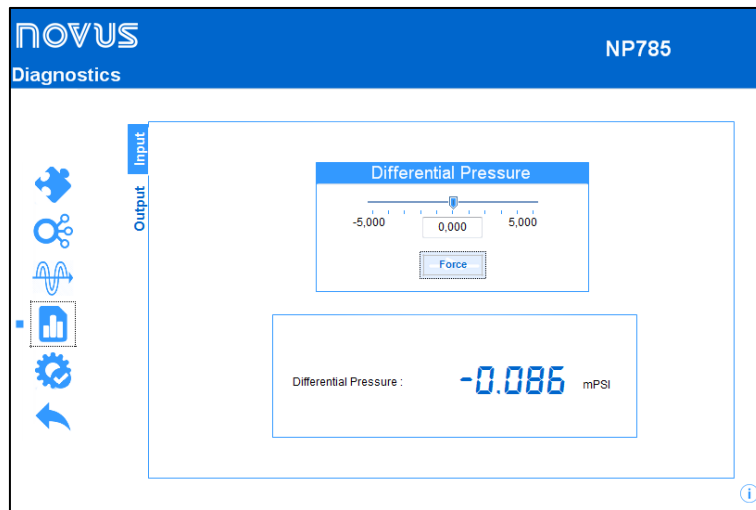 NOVUS
NP785
Diagnostics
Input
Output
Differential Pressure
-5,000
0,000
5,000
Force
Differential Pressure :
-0.086 mPSI
i